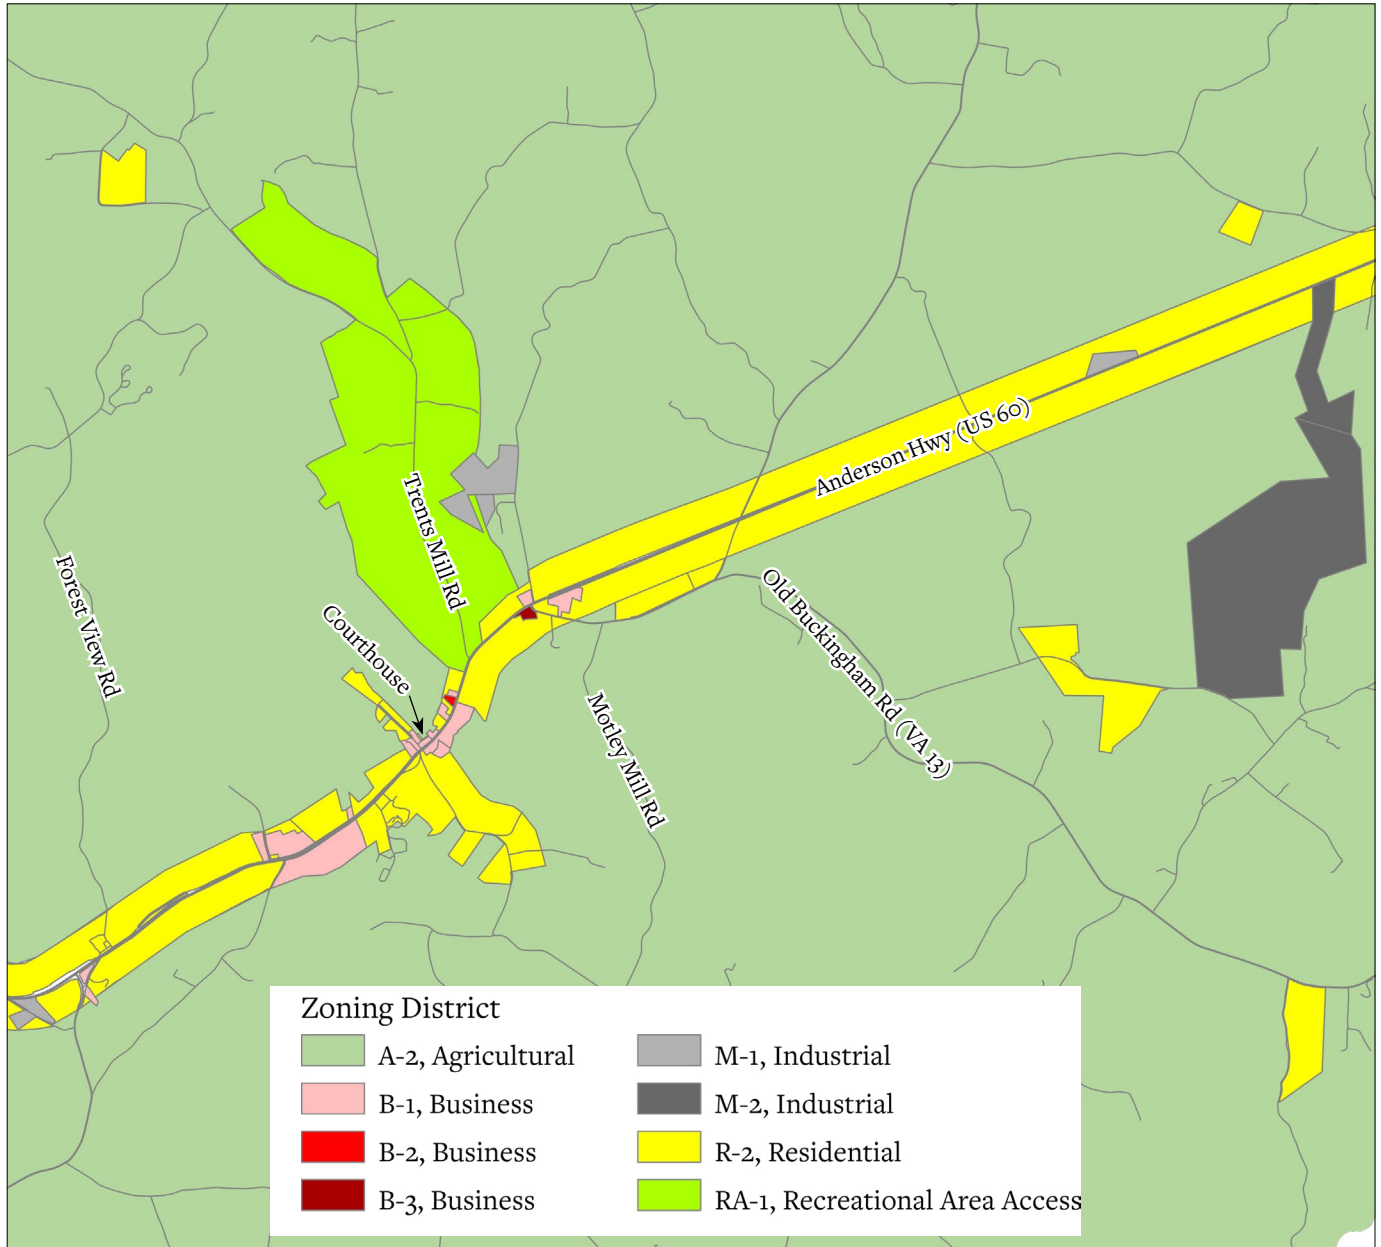 Anderson Hwy (US 60)
Trents Mill Rd
Forest View Rd
Courthouse
Old Buckingham Rd (VA 13)
Motley Mill Rd
Zoning District
A-2, Agricultural
B-1, Business
B-2, Business
B-3, Business
M-1, Industrial
M-2, Industrial
R-2, Residential
RA-1, Recreational Area Access